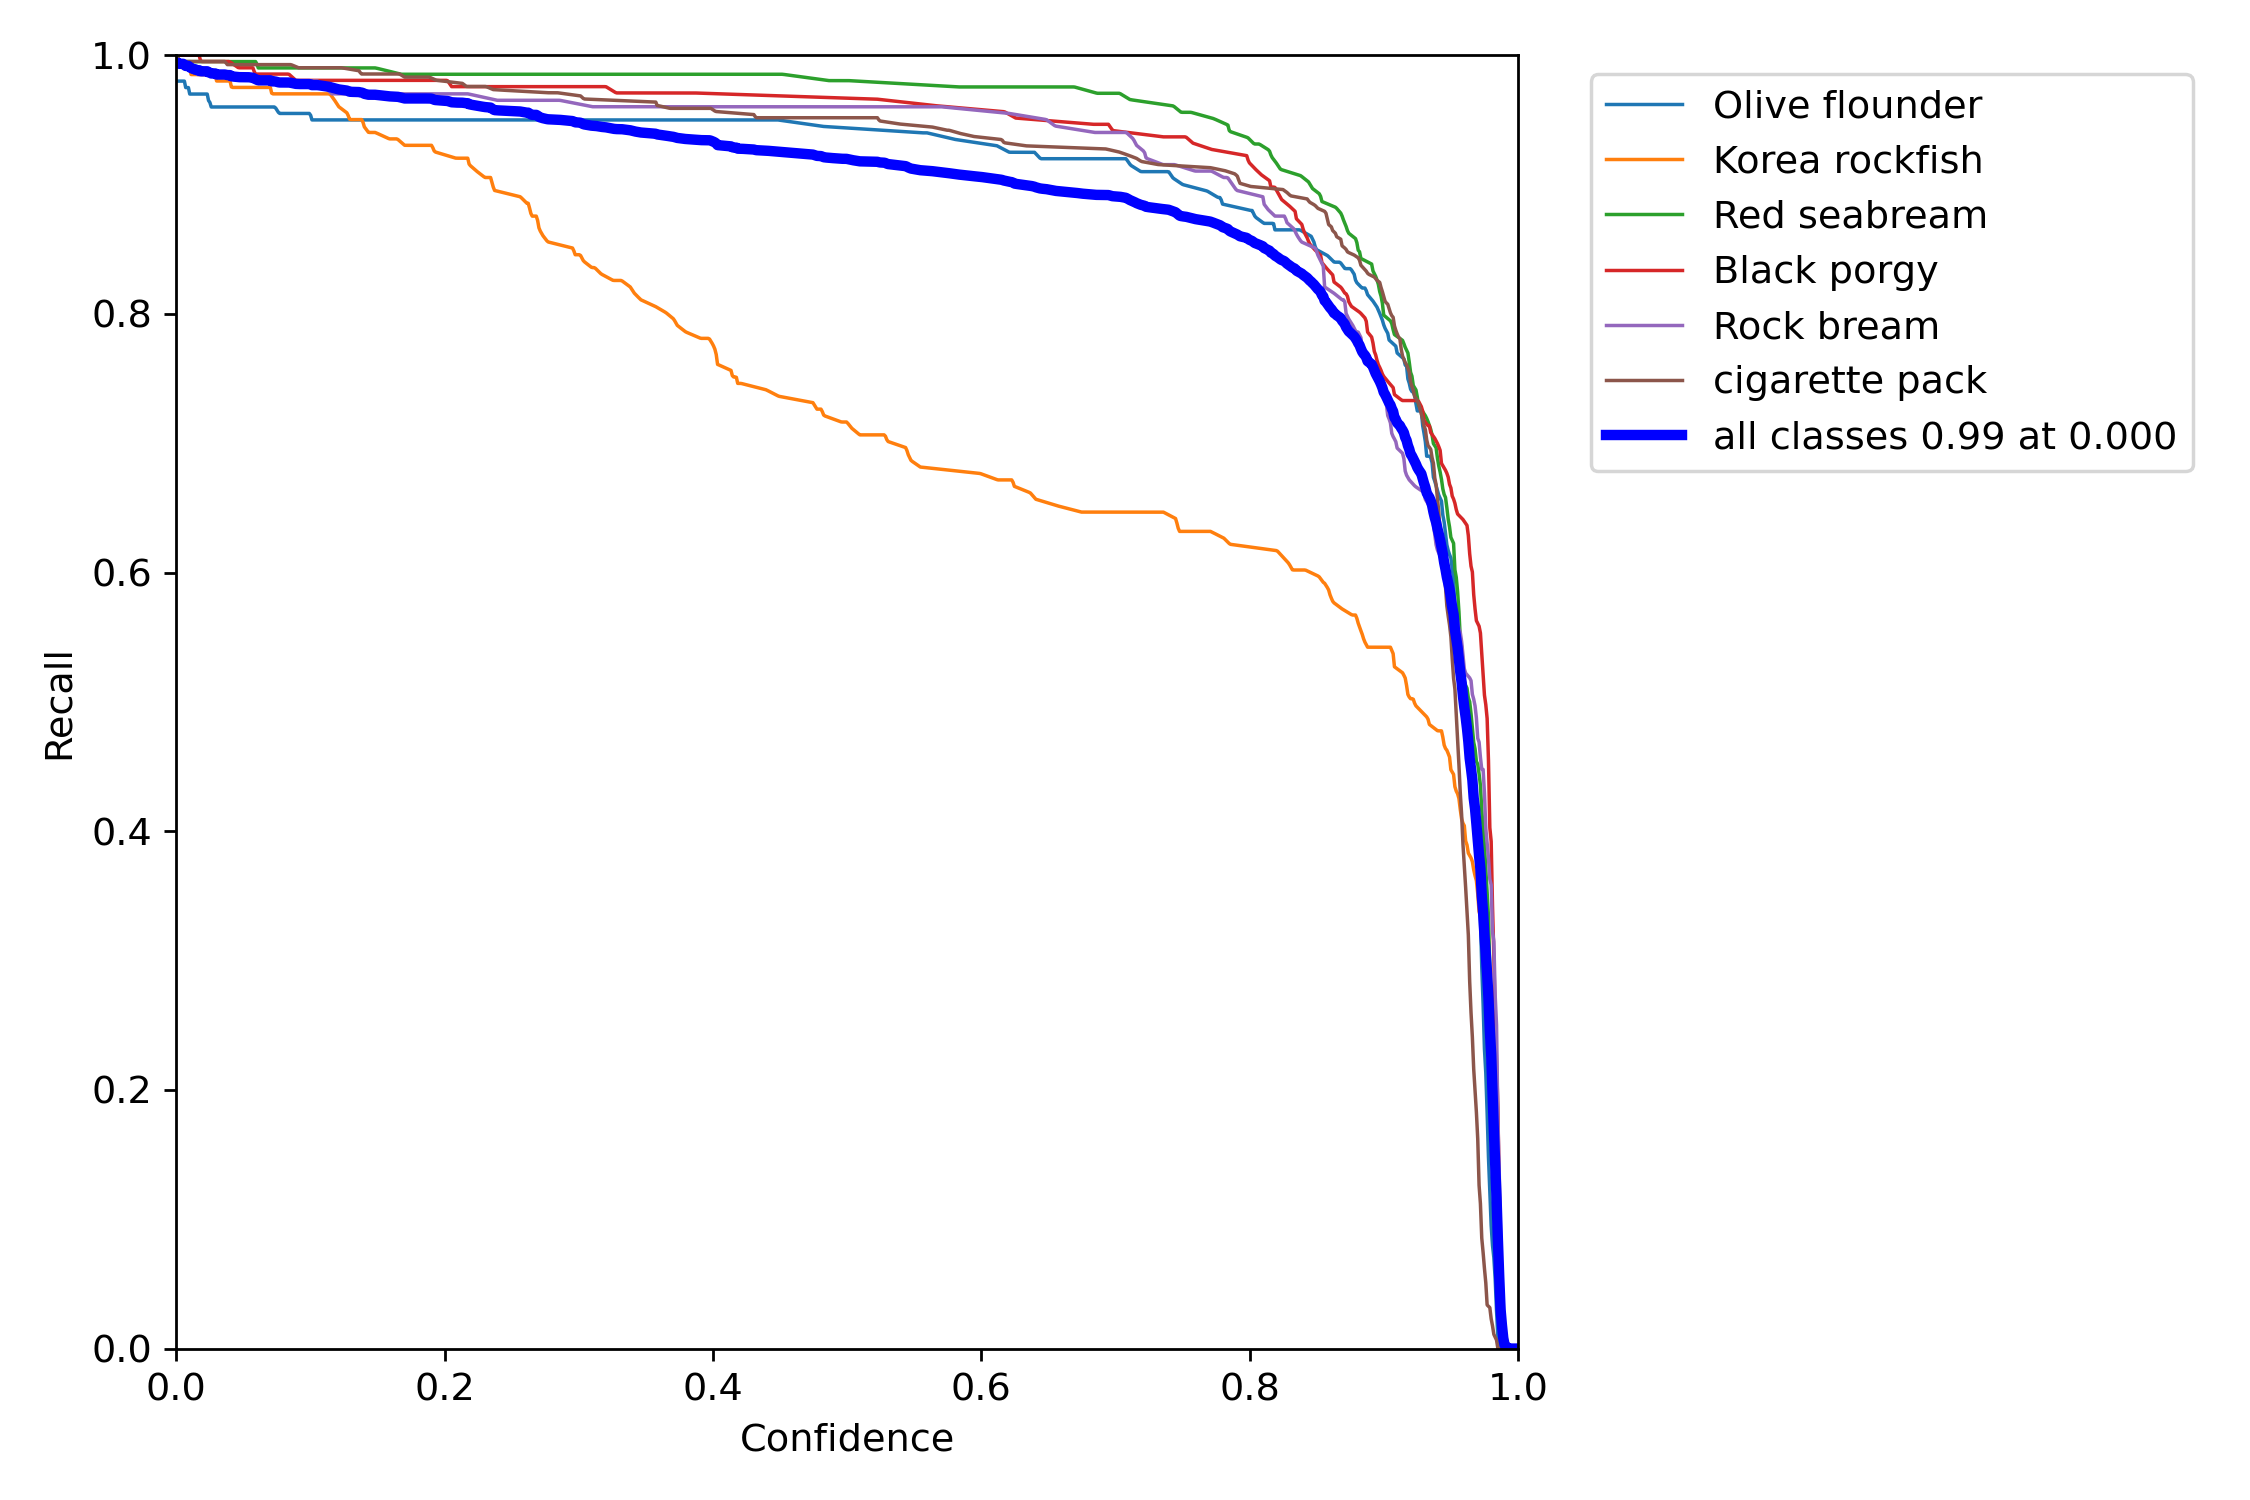 1.0
0.8
0.6
0.4
0.2
0.0
Recall
0.0 0.2 0.4 0.6 0.8 1.0
Confidence
Olive flounder
Korea rockfish
Red seabream
Black porgy
Rock bream
cigarette pack
all classes 0.99 at 0.000